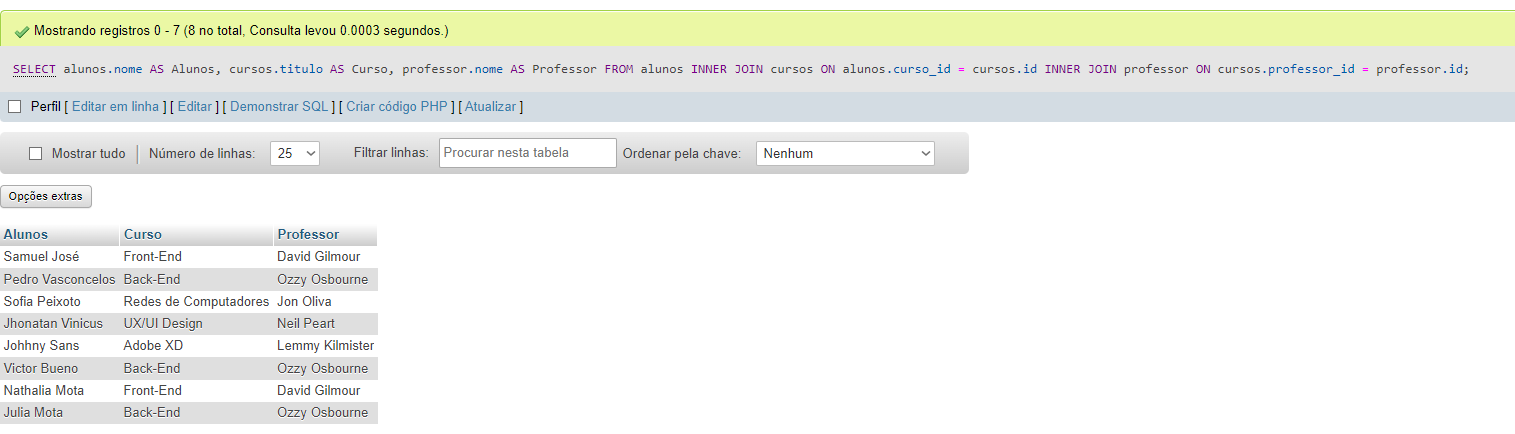 Mostrando registros 0 - 7 (8 no total, Consulta levou 0.0003 segundos.)
SELECT alunos.nome AS Alunos, cursos.titulo AS Curso, professor.nome AS Professor FROM alunos INNER JOIN cursos ON alunos.curso_id = cursos.id INNER JOIN professor ON cursos.professor_id = professor.id;
Perfil [ Editar em linha ] [ Editar ] [ Demonstrar SQL ] [ Criar código PHP ] [ Atualizar ]
Mostrar tudo Número de linhas: 25 Filtrar linhas: Procurar nesta tabela Ordenar pela chave: Nenhum
Opções extras
Alunos Curso Professor
Samuel José Front-End David Gilmour
Pedro Vasconcelos Back-End Ozzy Osbourne
Sofia Peixoto Redes de Computadores Jon Oliva
Jhonatan Vinicus UX/UI Design Neil Peart
Johhny Sans Adobe XD Lemmy Kilmister
Victor Bueno Back-End Ozzy Osbourne
Nathalia Mota Front-End David Gilmour
Julia Mota Back-End Ozzy Osbourne